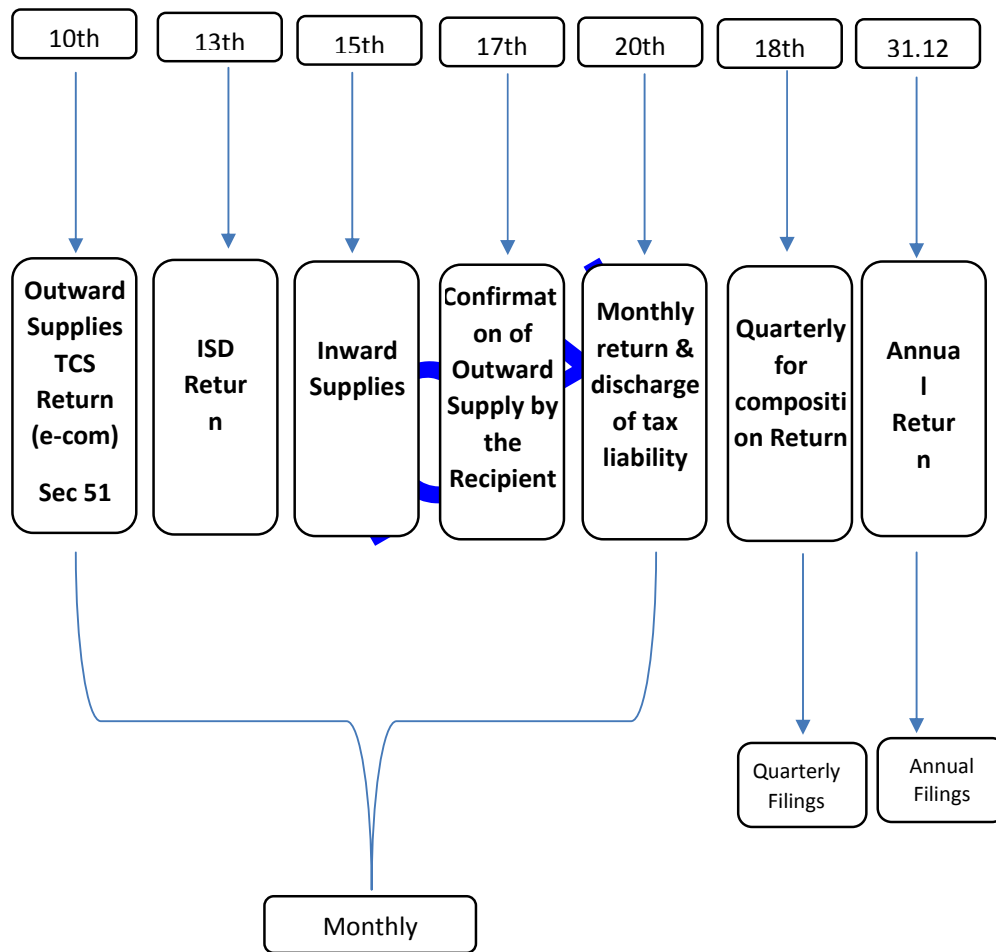 10th
13th
15th
17th
20th
18th
31.12
Outward
Supplies
TCS
Return
(e-com)
Sec 51
ISD
Retur
n
Inward
Supplies
Confirmat
on of
Outward
Supply by
the
Recipient
Monthly
return &
discharge
of tax
liability
Quarterly
for
compositi
on Return
Annua
l
Retur
n
Quarterly
Filings
Annual
Filings
Monthly